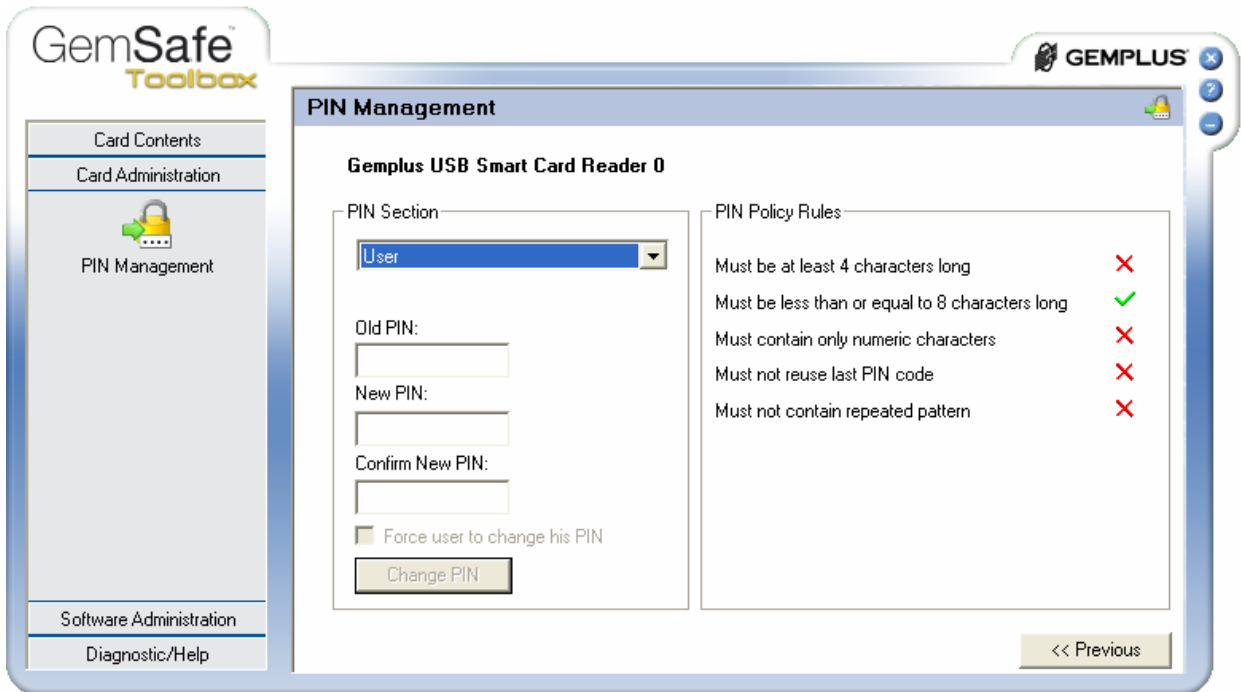 GemSafe™
Toolbox
GEMPLUS
Card Contents
Card Administration
PIN Management
Software Administration
Diagnostic/Help
PIN Management
Gemplus USB Smart Card Reader 0
PIN Section
User
Old PIN:
New PIN:
Confirm New PIN:
Force user to change his PIN
Change PIN
PIN Policy Rules
Must be at least 4 characters long
Must be less than or equal to 8 characters long
Must contain only numeric characters
Must not reuse last PIN code
Must not contain repeated pattern
<< Previous